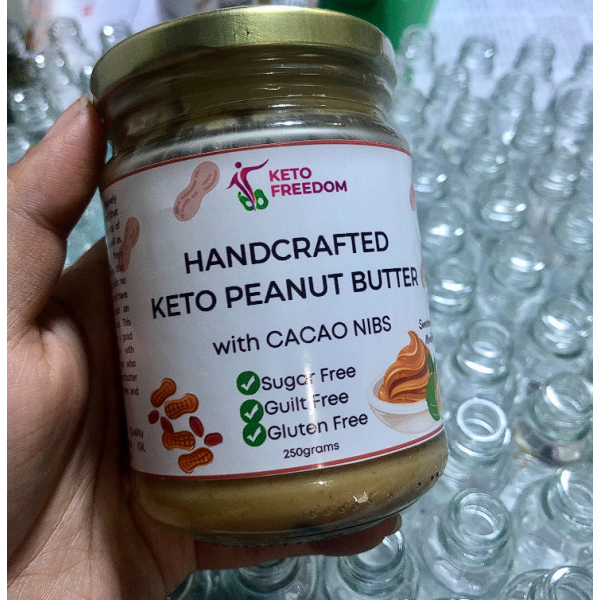 KETO
FREEDOM
HANDCRAFTED
KETO PEANUT BUTTER
with CACAO NIBS
Sugar Free
Guilt Free
Gluten Free
250grams